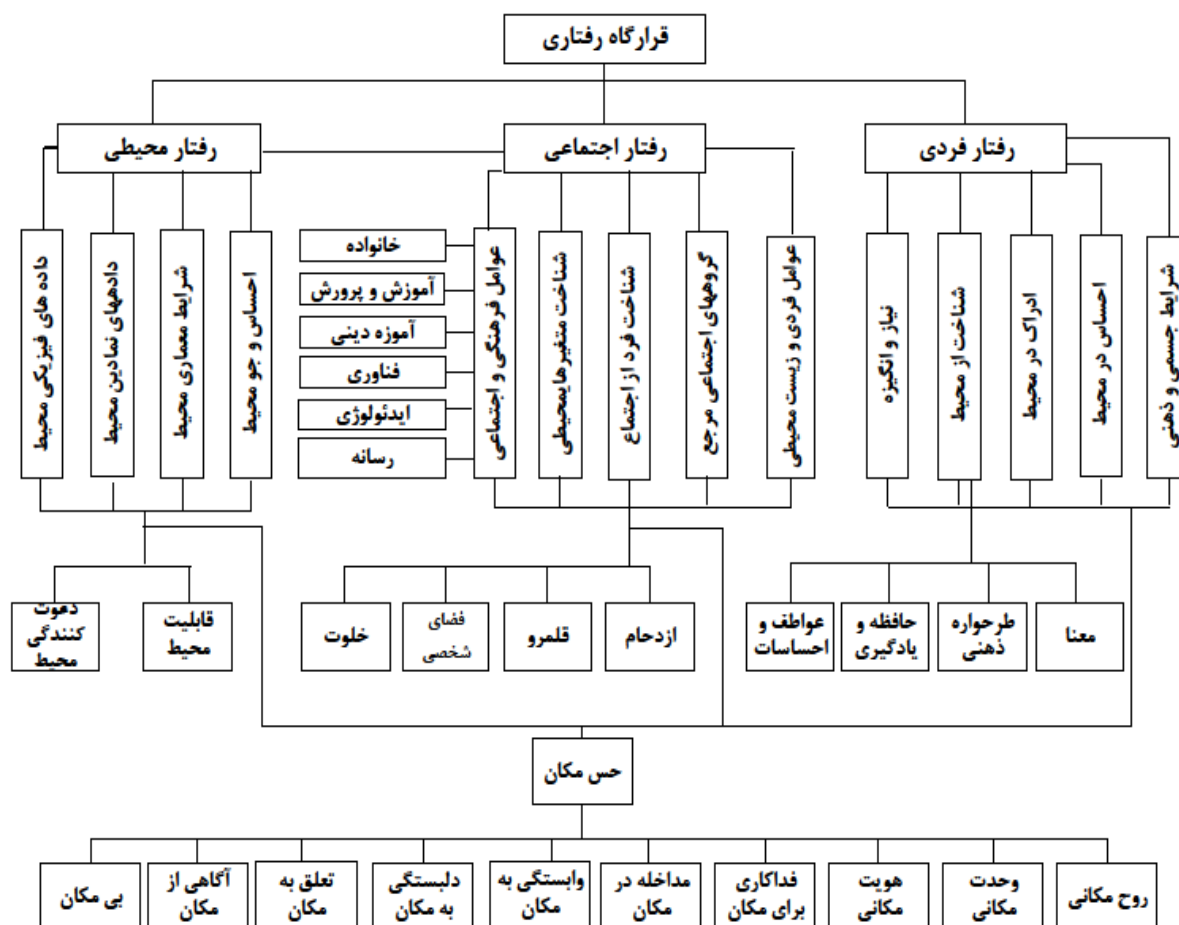 قرارگاه رفتاری
رفتار فردی
رفتار اجتماعی
رفتار محیطی
شرایط جسمی و ذهنی
احساس در محیط
ادراک در محیط
شناخت از محیط
نیاز و انگیزه
عوامل فردی و زیست محیطی
گروههای اجتماعی مرجع
شناخت فرد از اجتماع
شناخت متغیرهایمحیطی
عوامل فرهنگی و اجتماعی
خانواده
آموزش و پرورش
آموزه دینی
فناوری
ایدئولوژی
رسانه
احساس و جو محیط
شرایط معماری محیط
دادههای نمادین محیط
داده های فیزیکی محیط
معنا
طرحواره
ذهنی
حافظه و
یادگیری
عواطف و
احساسات
ازدحام
قلمرو
فضای
شخصی
خلوت
قابلیت
محیط
دعوت
کنندگی
محیط
حس مکان
روح مکانی
وحدت
مکانی
هویت
مکانی
فداکاری
برای مکان
مداخله در
مکان
وابستگی به
مکان
دلبستگی
به مکان
تعلق به
مکان
آگاهی از
مکان
بی مکان